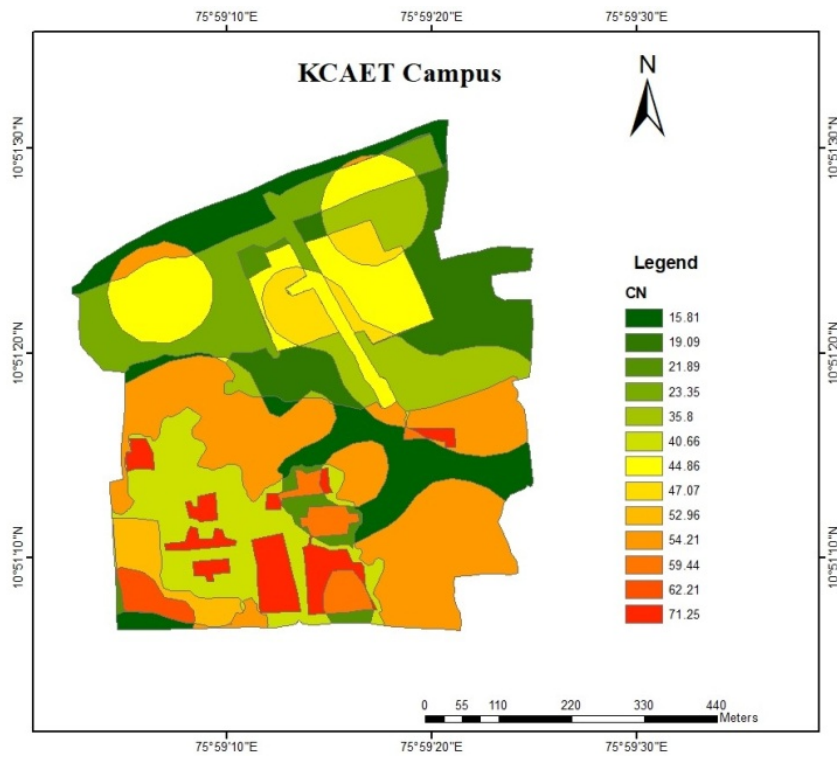 75°59'10"E 75°59'20"E 75°59'30"E
KCAET Campus
N
10°51'30"N 10°51'30"N
10°51'20"N 10°51'20"N
10°51'10"N 10°51'10"N
Legend
CN
15.81
19.09
21.89
23.35
35.8
40.66
44.86
47.07
52.96
54.21
59.44
62.21
71.25
0 55 110 220 330 440
Meters
75°59'10"E 75°59'20"E 75°59'30"E